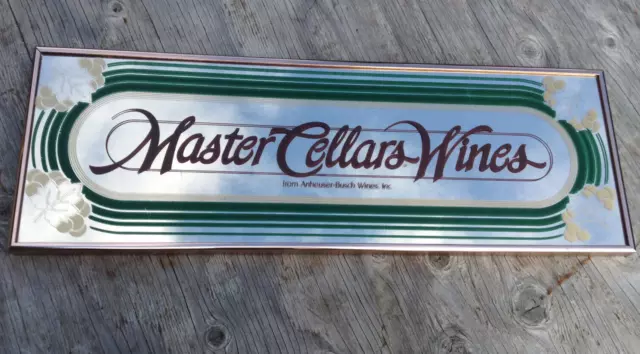 Master Cellars Wines
from Anheuser-Busch Wines, Inc.